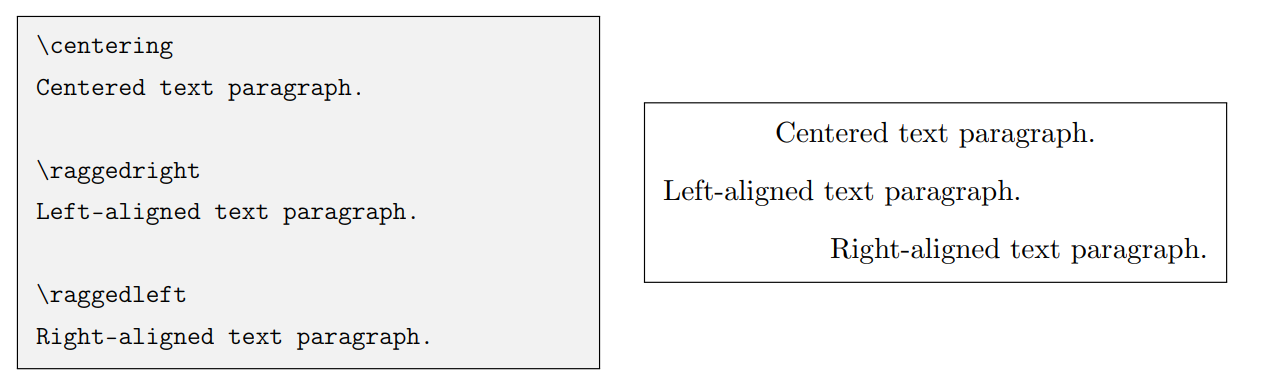 \centering
Centered text paragraph.
\raggedright
Left-aligned text paragraph.
\raggedleft
Right-aligned text paragraph.
Centered text paragraph.
Left-aligned text paragraph.
Right-aligned text paragraph.